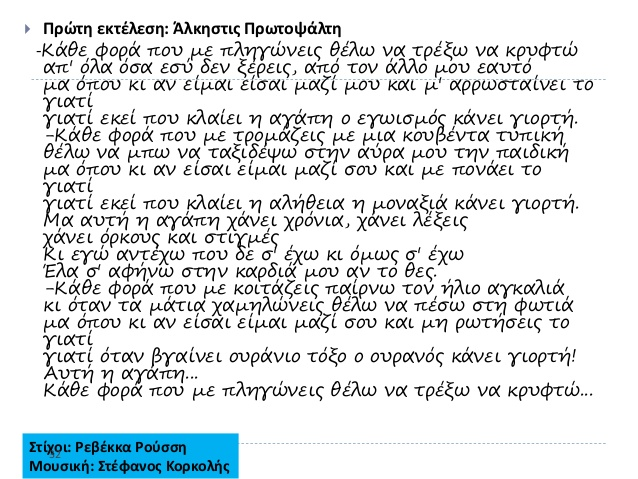 Πρώτη εκτέλεση: Άλκηστις Πρωτοψάλτη
-Κάθε φορά που με πληγώνεις θέλω να τρέξω να κρυφτώ
απ' όλα όσα εσύ δεν ξέρεις, από τον άλλο μου εαυτό
μα όπου κι αν είσαι είμαι μαζί μου και μ' αρρωσταίνει το
γιατί
γιατί εκεί που κλαίει η αγάπη ο εγωισμός κάνει γιορτή.
-Κάθε φορά που με τρομάζεις με μια κουβέντα τυπική
θέλω να μπω να ταξιδέψω στην αύρα μου την παιδική
μα όπου κι αν είσαι είμαι μαζί σου και με πονάει το
γιατί
γιατί εκεί που κλαίει η αλήθεια η μοναξιά κάνει γιορτή.
Μα αυτή η αγάπη χάνει χρόνια, χάνει λέξεις
χάνει όρκους και στιγμές
Κι εγώ αντέχω που δε σ' έχω κι όμως σ' έχω
Έλα σ' αφήνω στην καρδιά μου αν το θες.
-Κάθε φορά που με κοιτάζεις παίρνω τον ήλιο αγκαλιά
κι όταν τα μάτια χαμηλώνεις θέλω να πέσω στη φωτιά
μα όπου κι αν είσαι είμαι μαζί σου και μη ρωτήσεις το
γιατί
γιατί όταν βγαίνει ουράνιο τόξο ο ουρανός κάνει γιορτή!
Αυτή η αγάπη...
Κάθε φορά που με πληγώνεις θέλω να τρέξω να κρυφτώ...
Στίχοι: Ρεβέκκα Ρούσση
32
Μουσική: Στέφανος Κορκολής